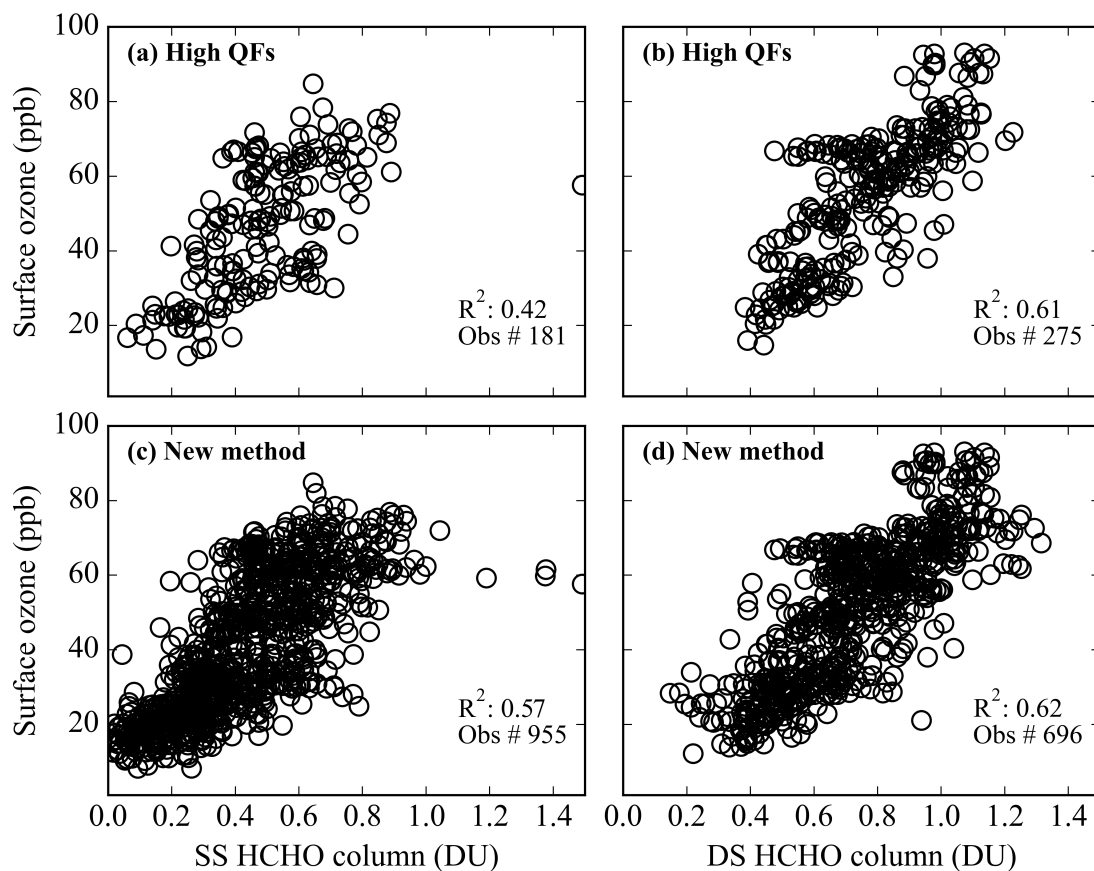 100
80
60
40
20
Surface ozone (ppb)
(a) High QFs
R²: 0.42
Obs # 181
(b) High QFs
R²: 0.61
Obs # 275
100
80
60
40
20
Surface ozone (ppb)
(c) New method
R²: 0.57
Obs # 955
(d) New method
R²: 0.62
Obs # 696
0.0 0.2 0.4 0.6 0.8 1.0 1.2 1.4
SS HCHO column (DU)
0.0 0.2 0.4 0.6 0.8 1.0 1.2 1.4
DS HCHO column (DU)